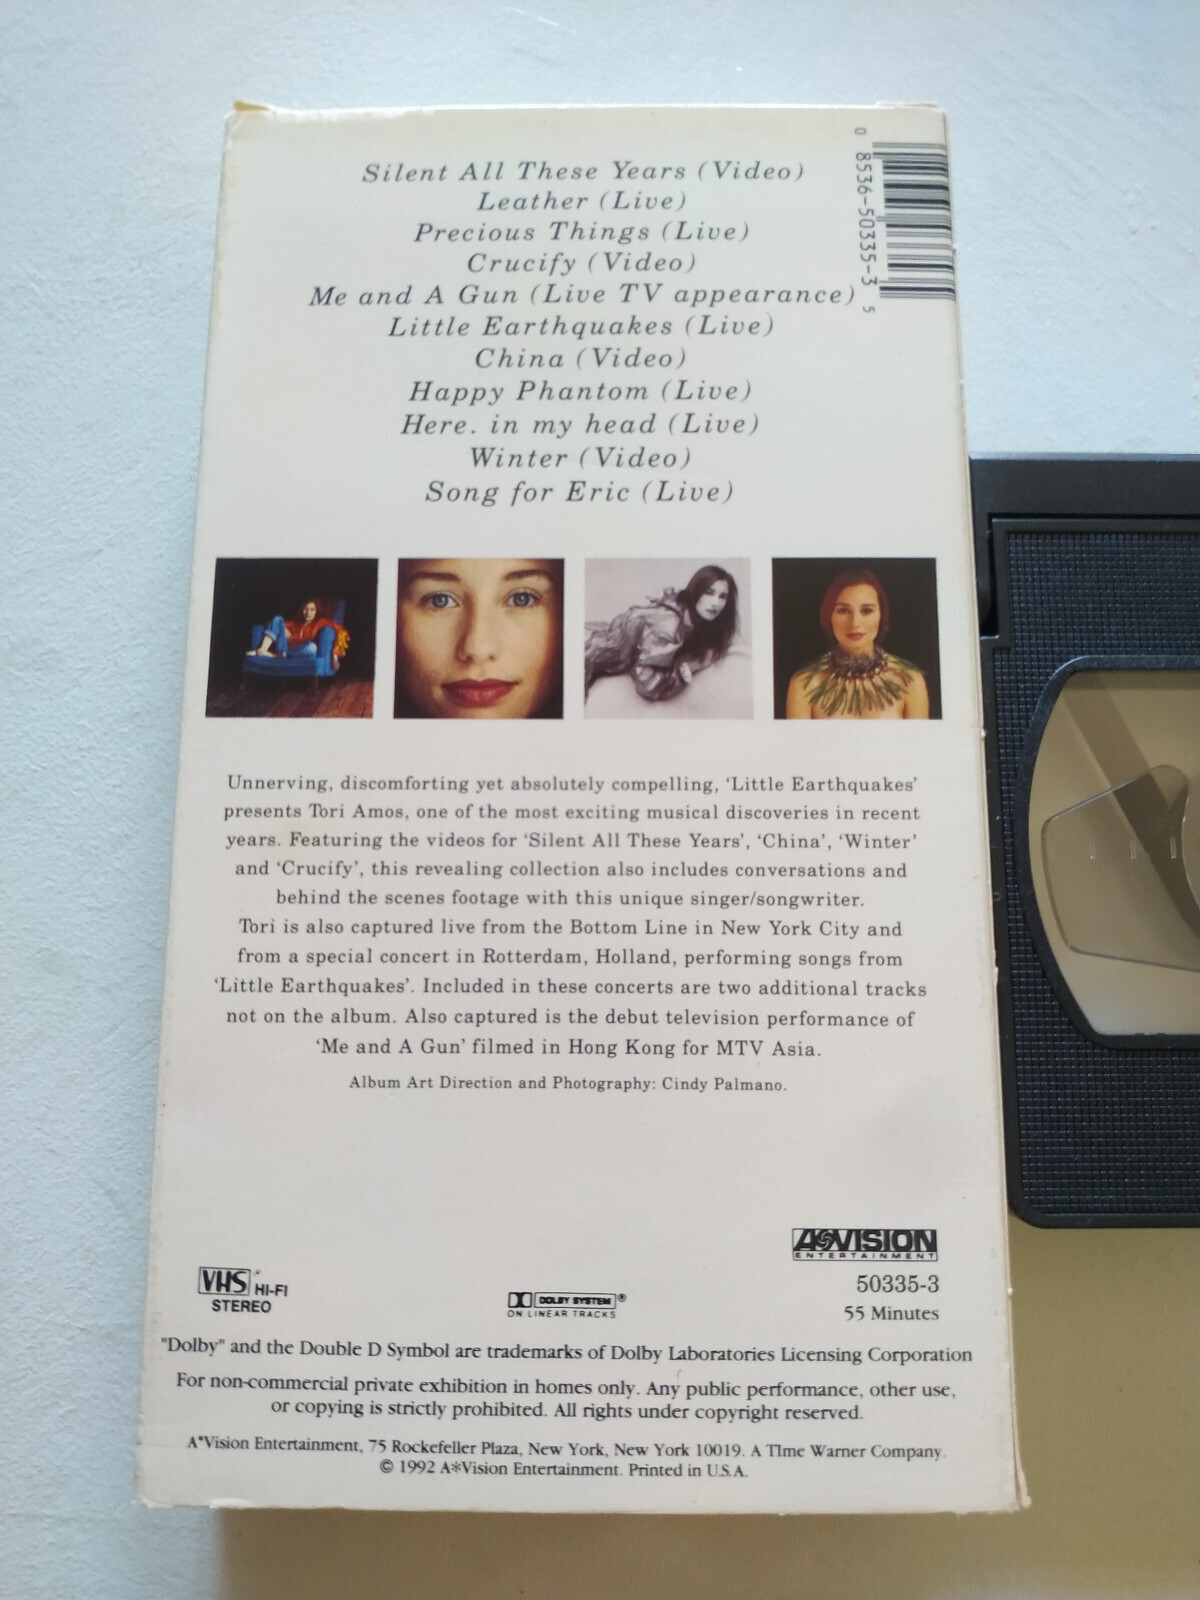 Silent All These Years (Video)
Leather (Live)
Precious Things (Live)
Crucify (Video)
Me and A Gun (Live TV appearance)
Little Earthquakes (Live)
China (Video)
Happy Phantom (Live)
Here. in my head (Live)
Winter (Video)
Song for Eric (Live)
0 8536-50335-3 5
Unnerving, discomforting yet absolutely compelling, ‘Little Earthquakes’
presents Tori Amos, one of the most exciting musical discoveries in recent
years. Featuring the videos for ‘Silent All These Years’, ‘China’, ‘Winter’
and ‘Crucify’, this revealing collection also includes conversations and
behind the scenes footage with this unique singer/songwriter.
Tori is also captured live from the Bottom Line in New York City and
from a special concert in Rotterdam, Holland, performing songs from
‘Little Earthquakes’. Included in these concerts are two additional tracks
not on the album. Also captured is the debut television performance of
‘Me and A Gun’ filmed in Hong Kong for MTV Asia.
Album Art Direction and Photography: Cindy Palmano.
A*VISION
ENTERTAINMENT
50335-3
55 Minutes
VHS HI-FI
STEREO
DOLBY SYSTEM ®
ON LINEAR TRACKS
"Dolby" and the Double D Symbol are trademarks of Dolby Laboratories Licensing Corporation
For non-commercial private exhibition in homes only. Any public performance, other use,
or copying is strictly prohibited. All rights under copyright reserved.
A*Vision Entertainment, 75 Rockefeller Plaza, New York, New York 10019. A TIme Warner Company.
© 1992 A*Vision Entertainment. Printed in U.S.A.